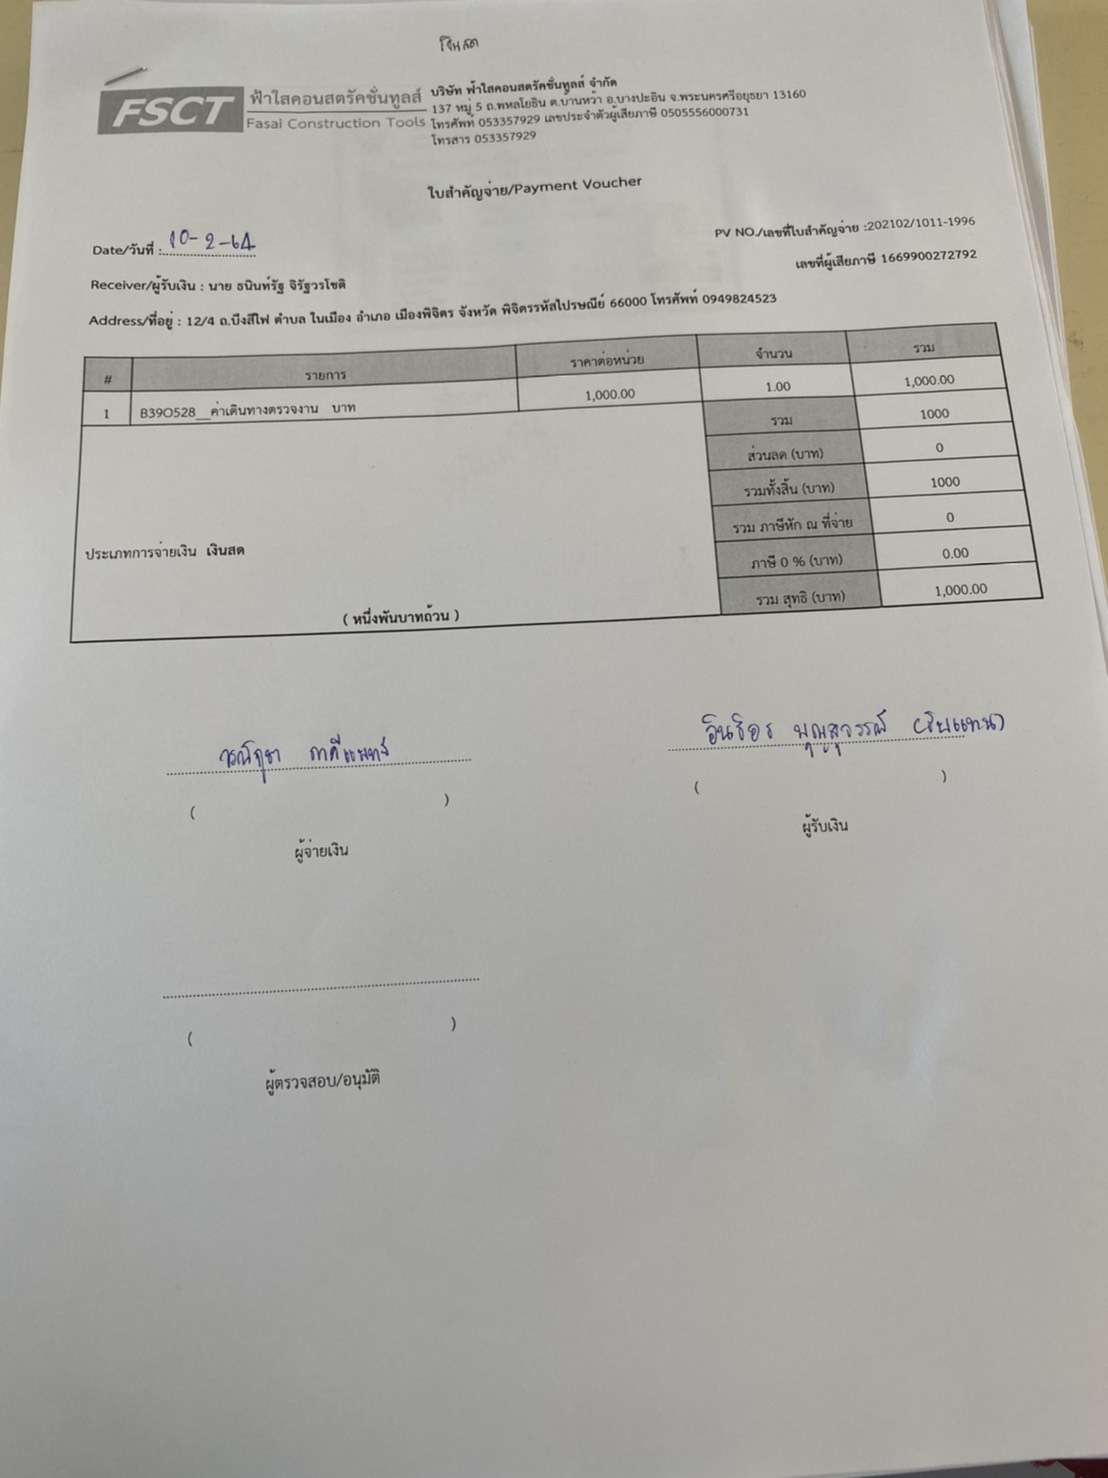 เงินสด
FSCT ฟ้าใสคอนสตรัคชั่นทูลส์
Fasai Construction Tools
บริษัท ฟ้าใสคอนสตรัคชั่นทูลส์ จำกัด
137 หมู่ 5 ถ.พหลโยธิน ต.บ้านหว้า อ.บางปะอิน จ.พระนครศรีอยุธยา 13160
โทรศัพท์ 053357929 เลขประจำตัวผู้เสียภาษี 0505556000731
โทรสาร 053357929
ใบสำคัญจ่าย/Payment Voucher
Date/วันที่ : 10-2-64
PV NO./เลขที่ใบสำคัญจ่าย :202102/1011-1996
เลขที่ผู้เสียภาษี 1669900272792
Receiver/ผู้รับเงิน : นาย ธนินท์รัฐ จิรัฐวรโชติ
Address/ที่อยู่ : 12/4 ถ.บึงสีไฟ ตำบล ในเมือง อำเภอ เมืองพิจิตร จังหวัด พิจิตรรหัสไปรษณีย์ 66000 โทรศัพท์ 0949824523
# รายการ ราคาต่อหน่วย จำนวน รวม
1 B39O528__ค่าเดินทางตรวจงาน บาท 1,000.00 1.00 1,000.00
รวม 1000
ส่วนลด (บาท) 0
รวมทั้งสิ้น (บาท) 1000
รวม ภาษีหัก ณ ที่จ่าย 0
ประเภทการจ่ายเงิน เงินสด
ภาษี 0 % (บาท) 0.00
รวม สุทธิ (บาท) 1,000.00
( หนึ่งพันบาทถ้วน )
อินธิอร บุญสุวรรณ์ (รับแทน)
( )
ผู้จ่ายเงิน
( )
ผู้รับเงิน
( )
ผู้ตรวจสอบ/อนุมัติ